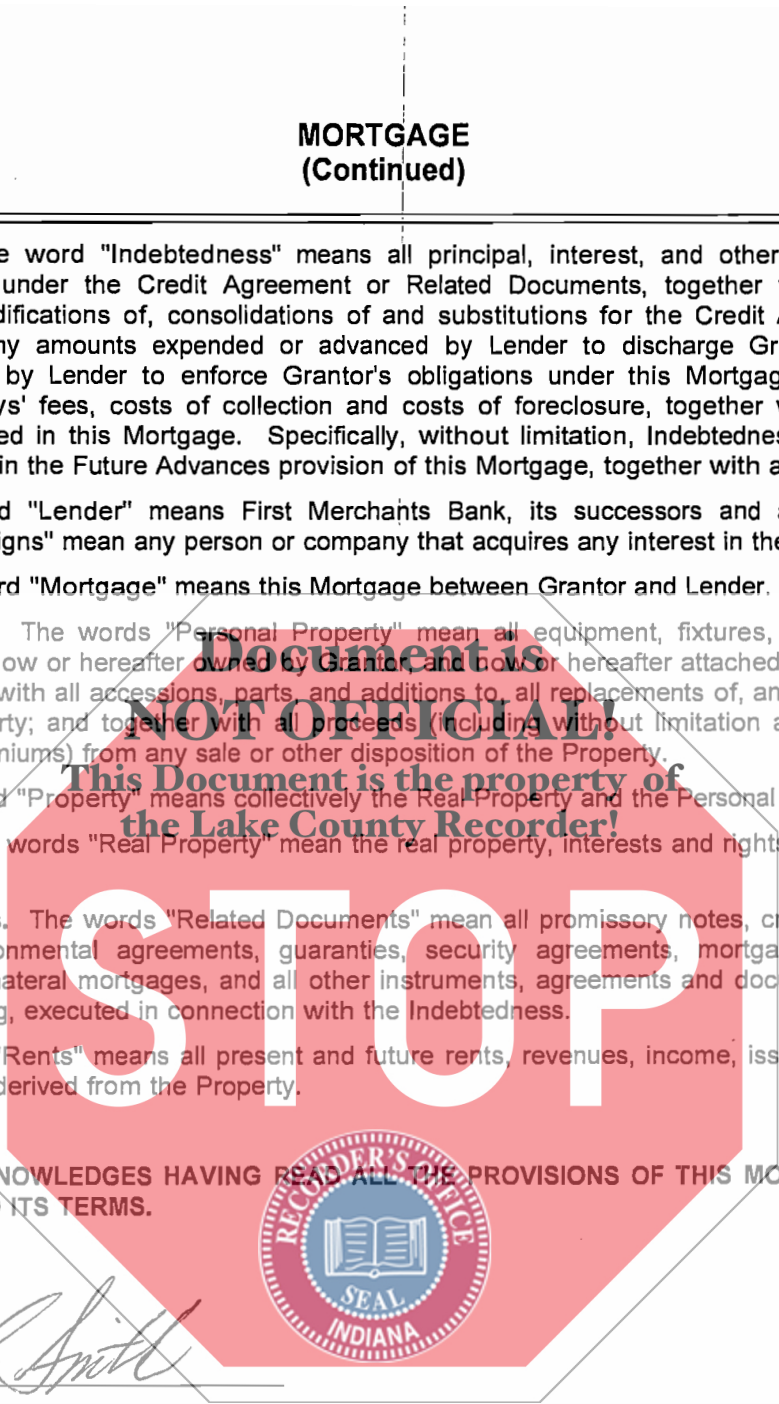 MORTGAGE
(Continued)
e word "Indebtedness" means all principal, interest, and other
under the Credit Agreement or Related Documents, together
difications of, consolidations of and substitutions for the Credit A
ny amounts expended or advanced by Lender to discharge Gr
by Lender to enforce Grantor's obligations under this Mortgag
ys' fees, costs of collection and costs of foreclosure, together
ed in this Mortgage. Specifically, without limitation, Indebtednes
in the Future Advances provision of this Mortgage, together with a
d "Lender" means First Merchants Bank, its successors and a
igns" mean any person or company that acquires any interest in the
rd "Mortgage" means this Mortgage between Grantor and Lender.
The words "Personal Property" mean all equipment, fixtures,
Document is
ow or hereafter owned by Grantor, and now or hereafter attached
with all accessions, parts, and additions to, all replacements of, an
NOT OFFICIAL!
rty; and together with all proceeds (including without limitation a
niums) from any sale or other disposition of the Property.
This Document is the property of
d "Property" means collectively the Real Property and the Personal
the Lake County Recorder!
words "Real Property" mean the real property, interests and rights
STOP
s. The words "Related Documents" mean all promissory notes, cr
onmental agreements, guaranties, security agreements, mortga
ateral mortgages, and all other instruments, agreements and doc
g, executed in connection with the Indebtedness.
"Rents" means all present and future rents, revenues, income, iss
derived from the Property.
NOWLEDGES HAVING READ ALL THE PROVISIONS OF THIS MO
ITS TERMS.
RECORDER'S OFFICE
SEAL
INDIANA
Smith